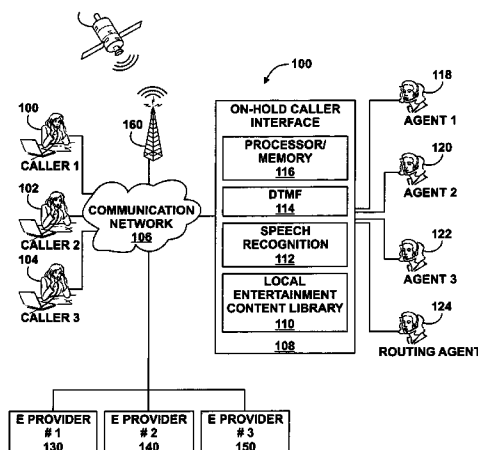 100
118
100
160
ON-HOLD CALLER
INTERFACE
AGENT 1
PROCESSOR/
MEMORY
116
120
CALLER 1
102
DTMF
114
AGENT 2
COMMUNICATION
NETWORK
106
SPEECH
RECOGNITION
112
122
CALLER 2
104
AGENT 3
LOCAL
ENTERTAINMENT
CONTENT LIBRARY
110
124
CALLER 3
108
ROUTING AGENT
E PROVIDER
# 1
130
E PROVIDER
# 2
140
E PROVIDER
# 3
150